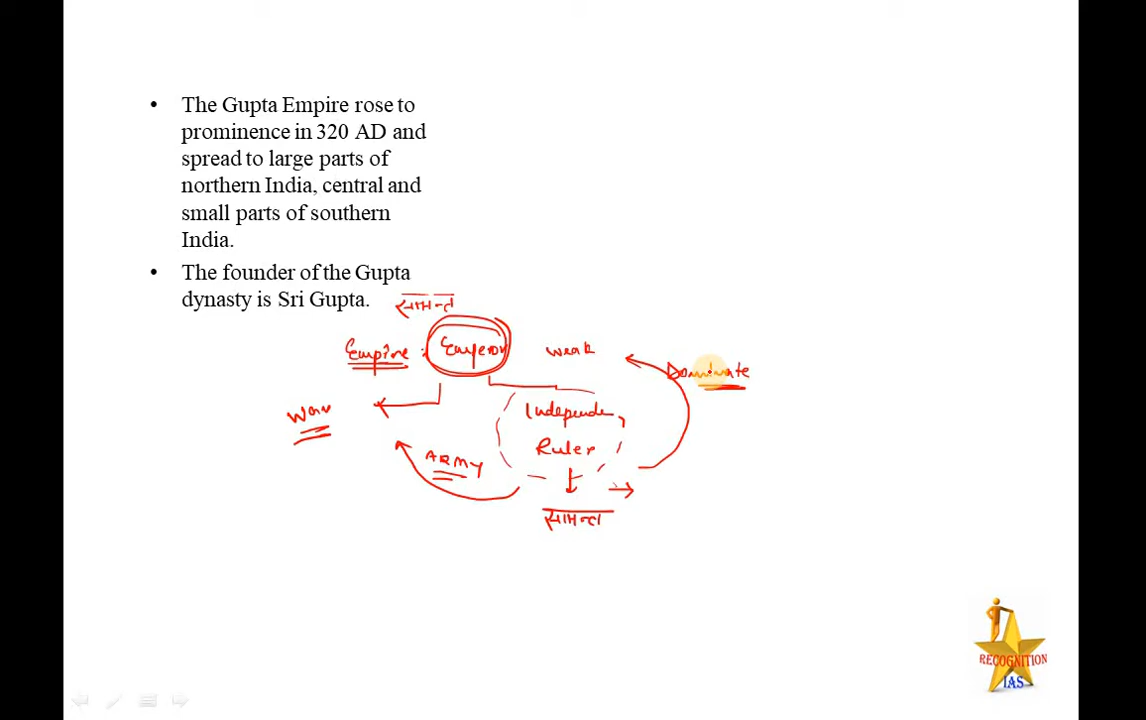 • The Gupta Empire rose to
prominence in 320 AD and
spread to large parts of
northern India, central and
small parts of southern
India.
• The founder of the Gupta
dynasty is Sri Gupta.
सामन्त
Empire : Emperor weak
Dominate
War
Independen,
Ruler
ARMY
सामन्त
RECOGNITION
IAS